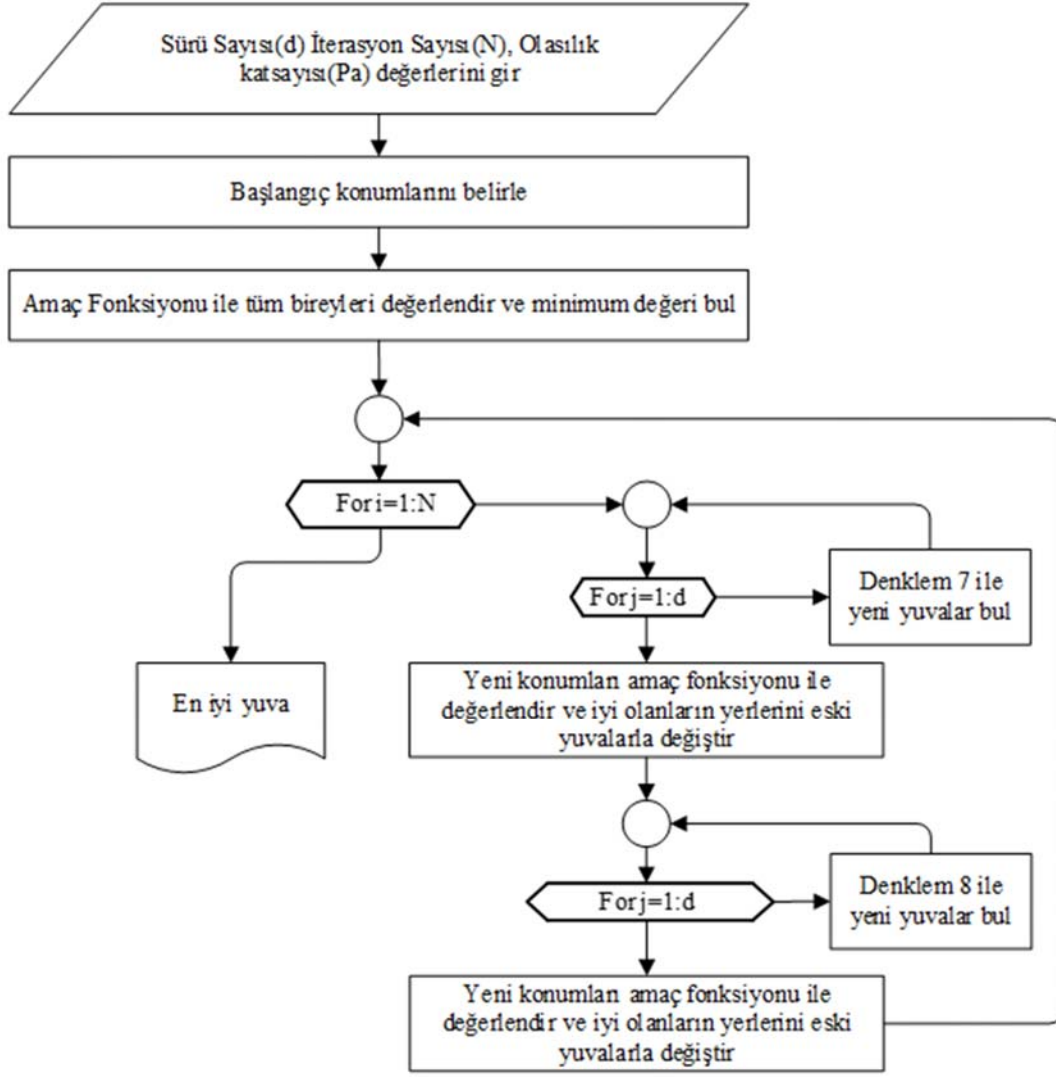 Sürü Sayısı(d) İterasyon Sayısı(N), Olasılık
katsayısı(Pa) değerlerini gir
Başlangıç konumlarını belirle
Amaç Fonksiyonu ile tüm bireyleri değerlendir ve minimum değeri bul
For i=1:N
For j=1:d
Denklem 7 ile
yeni yuvalar bul
En iyi yuva
Yeni konumları amaç fonksiyonu ile
değerlendir ve iyi olanların yerlerini eski
yuvalarla değiştir
For j=1:d
Denklem 8 ile
yeni yuvalar bul
Yeni konumları amaç fonksiyonu ile
değerlendir ve iyi olanların yerlerini eski
yuvalarla değiştir